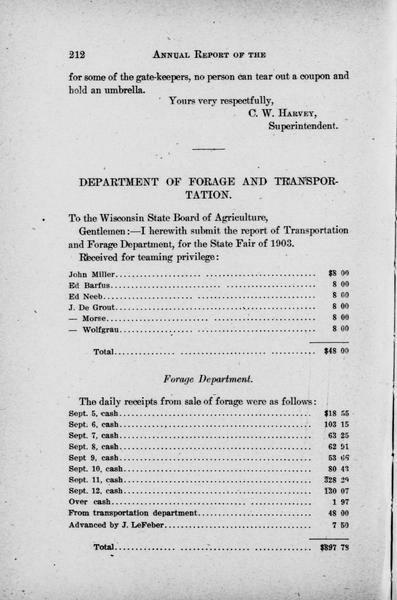 212 ANNUAL REPORT OF THE
for some of the gate-keepers, no person can tear out a coupon and
hold an umbrella.
Yours very respectfully,
C. W. HARVEY,
Superintendent.
DEPARTMENT OF FORAGE AND TRANSPOR-
TATION.
To the Wisconsin State Board of Agriculture,
Gentlemen:—I herewith submit the report of Transportation
and Forage Department, for the State Fair of 1903.
Received for teaming privilege:
John Miller........ $8 00
Ed Barfus........ 8 00
Ed Neeb........ 8 00
J. De Grout........ 8 00
— Morse........ 8 00
— Wolfgrau........ 8 00
Total........ $48 00
Forage Department.
The daily receipts from sale of forage were as follows:
Sept. 5, cash........ $18 55
Sept. 6, cash........ 103 15
Sept. 7, cash........ 63 25
Sept. 8, cash........ 62 91
Sept 9, cash........ 53 66
Sept. 10, cash........ 80 43
Sept. 11, cash........ 328 29
Sept. 12, cash........ 130 07
Over cash........ 1 97
From transportation department........ 48 00
Advanced by J. LeFeber........ 7 50
Total........ $897 78